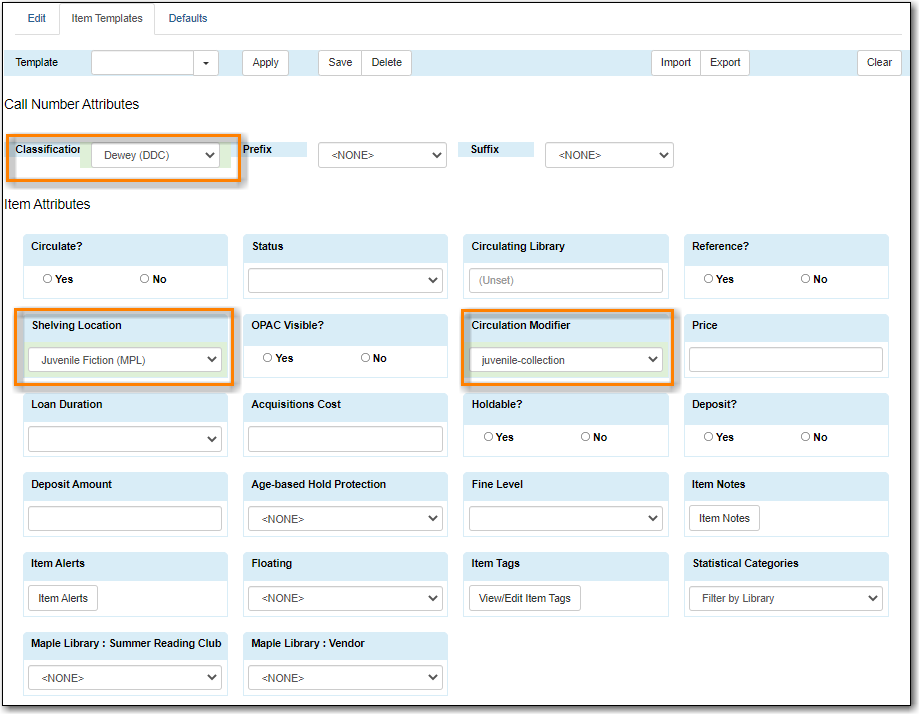 Edit Item Templates Defaults
Template Apply Save Delete Import Export Clear
Call Number Attributes
Classification Dewey (DDC) Prefix <NONE> Suffix <NONE>
Item Attributes
Circulate? Status Circulating Library Reference?
Yes No (Unset) Yes No
Shelving Location OPAC Visible? Circulation Modifier Price
Juvenile Fiction (MPL) Yes No juvenile-collection
Loan Duration Acquisitions Cost Holdable? Deposit?
Yes No Yes No
Deposit Amount Age-based Hold Protection Fine Level Item Notes
<NONE> Item Notes
Item Alerts Floating Item Tags Statistical Categories
Item Alerts <NONE> View/Edit Item Tags Filter by Library
Maple Library : Summer Reading Club Maple Library : Vendor
<NONE> <NONE>